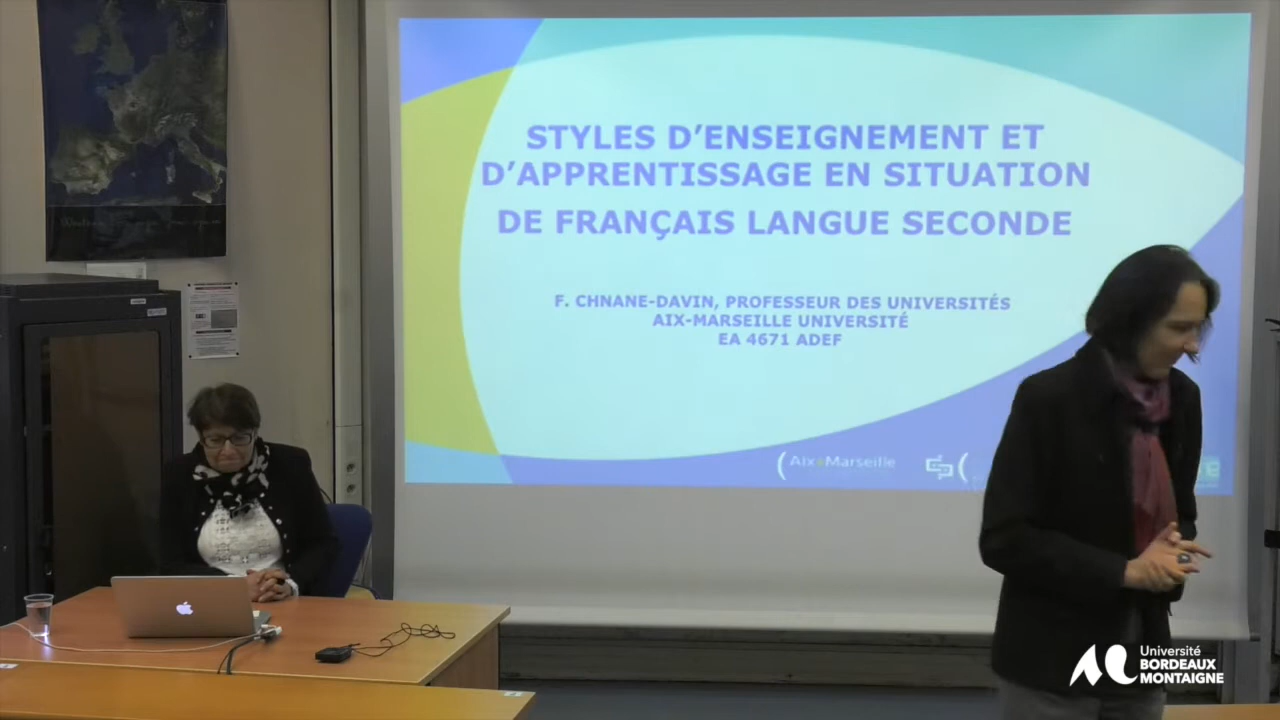 STYLES D’ENSEIGNEMENT ET
D’APPRENTISSAGE EN SITUATION
DE FRANÇAIS LANGUE SECONDE
F. CHNANE-DAVIN, PROFESSEUR DES UNIVERSITÉS
AIX-MARSEILLE UNIVERSITÉ
EA 4671 ADEF
Aix Marseille
Université
BORDEAUX
MONTAIGNE